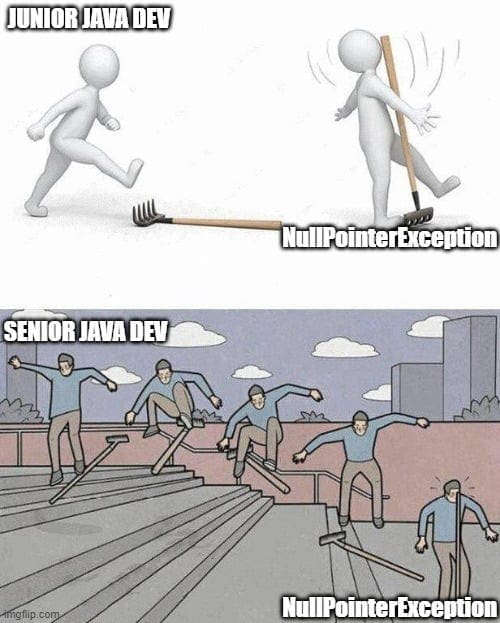 JUNIOR JAVA DEV
NullPointerException
SENIOR JAVA DEV
NullPointerException
imgflip.com